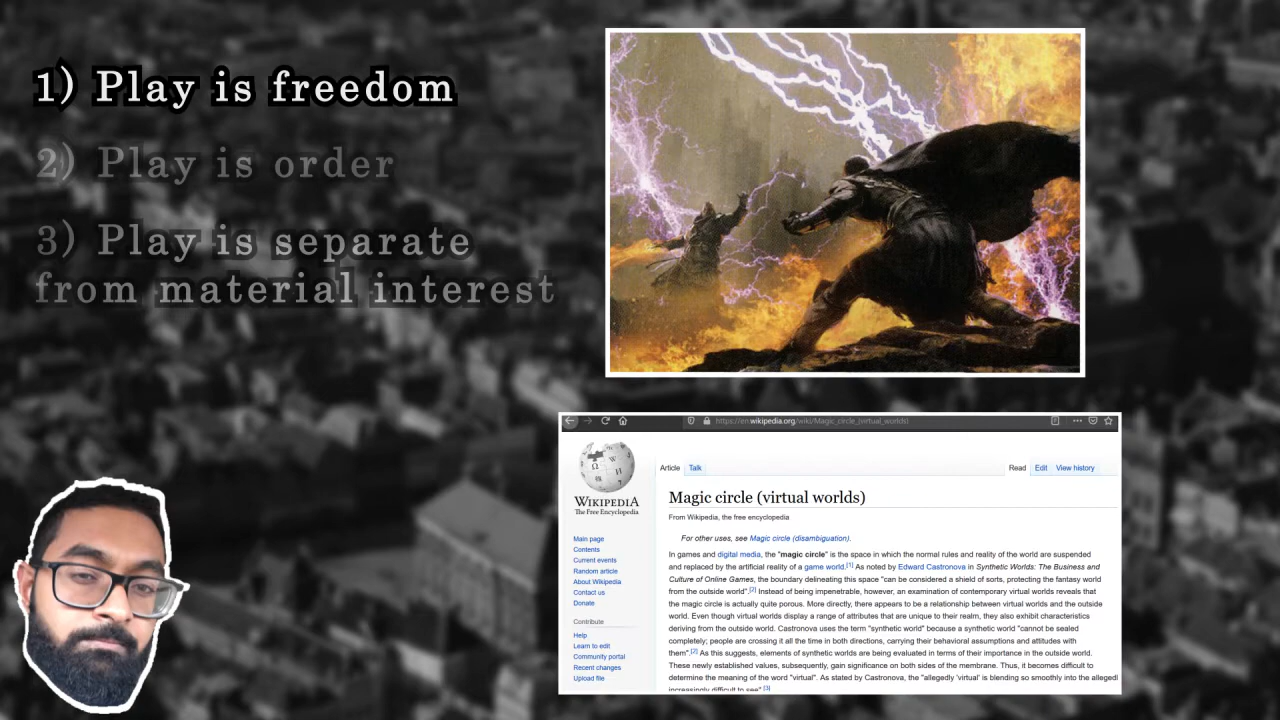 1) Play is freedom
2) Play is order
3) Play is separate
from material interest
https://en.wikipedia.org/wiki/Magic_circle_(virtual_worlds)
WIKIPEDIA
The Free Encyclopedia
Main page
Contents
Current events
Random article
About Wikipedia
Contact us
Donate
Contribute
Help
Learn to edit
Community portal
Recent changes
Upload file
Article Talk Read Edit View history
Magic circle (virtual worlds)
From Wikipedia, the free encyclopedia
For other uses, see Magic circle (disambiguation).
In games and digital media, the "magic circle" is the space in which the normal rules and reality of the world are suspended
and replaced by the artificial reality of a game world.[1] As noted by Edward Castronova in Synthetic Worlds: The Business and
Culture of Online Games, the boundary delineating this space "can be considered a shield of sorts, protecting the fantasy world
from the outside world".[2] Instead of being impenetrable, however, an examination of contemporary virtual worlds reveals that
the magic circle is actually quite porous. More directly, there appears to be a relationship between virtual worlds and the outside
world. Even though virtual worlds display a range of attributes that are unique to their realm, they also exhibit characteristics
deriving from the outside world. Castronova uses the term "synthetic world" because a synthetic world "cannot be sealed
completely; people are crossing it all the time in both directions, carrying their behavioral assumptions and attitudes with
them".[2] As this suggests, elements of synthetic worlds are being evaluated in terms of their importance in the outside world.
These newly established values, subsequently, gain significance on both sides of the membrane. Thus, it becomes difficult to
determine the meaning of the word "virtual". As stated by Castronova, the "allegedly 'virtual' is blending so smoothly into the allegedl
increasingly difficult to see".[3]